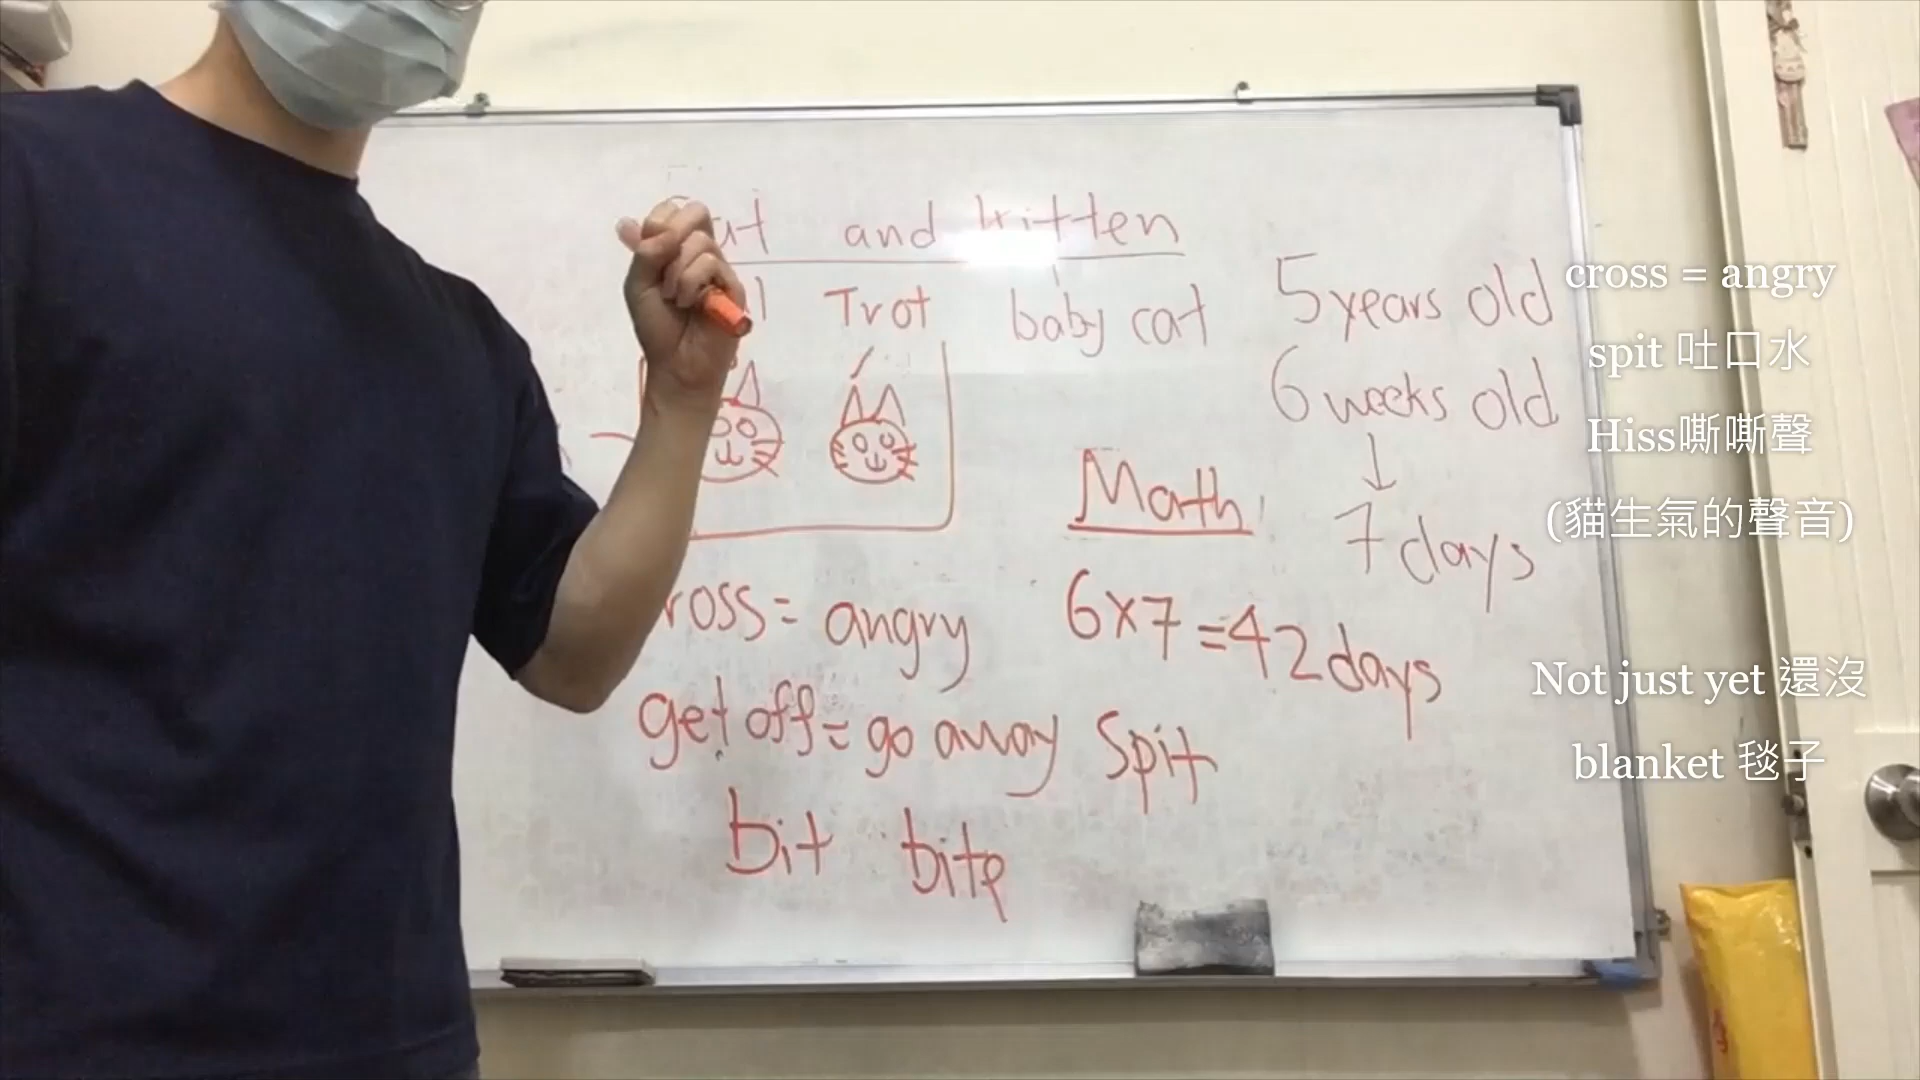 and kitten
Trot
baby cat
5 years old
6 weeks old
7 days
Math
6x7=42 days
= angry
get off = go away
Spit
bit bite
cross = angry
spit 吐口水
Hiss嘶嘶聲
(貓生氣的聲音)
Not just yet 還沒
blanket 毯子